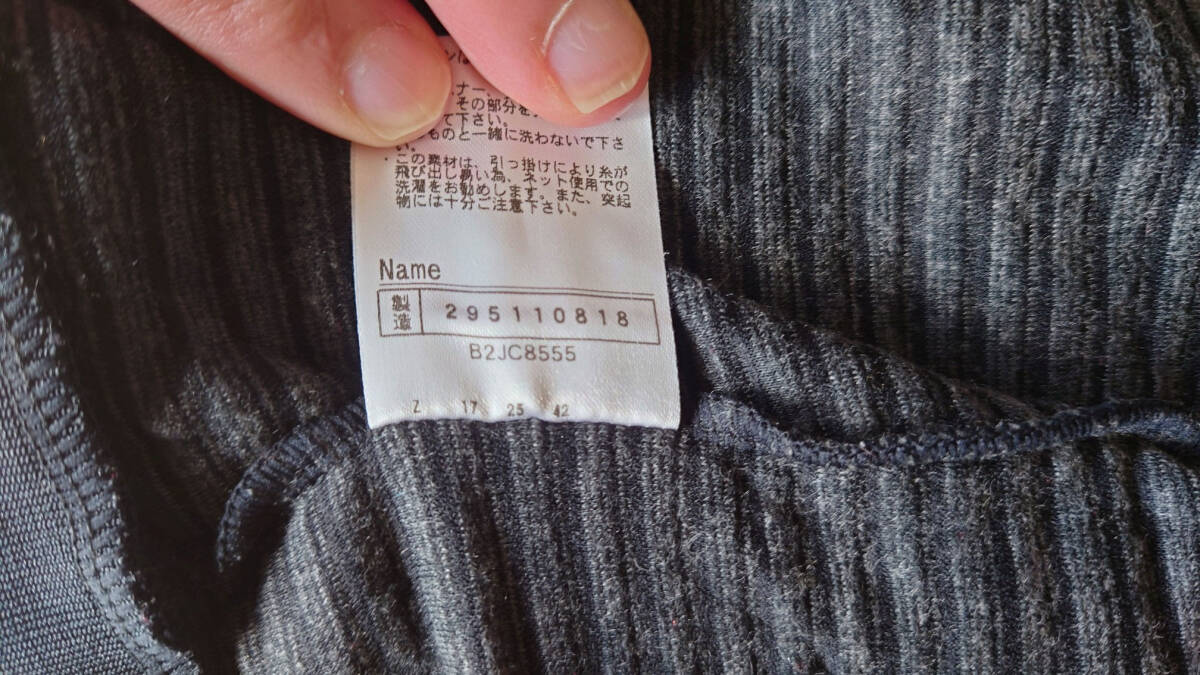 ナー、
その部分を
て下さい。
ものと一緒に洗わないで下さ
い。
・この素材は、引っ掛けにより糸が
飛び出し易い為、ネット使用での
洗濯をお勧めします。また、突起
物には十分ご注意下さい。
Name
製造 295110818
B2JC8555
Z 17 23 42